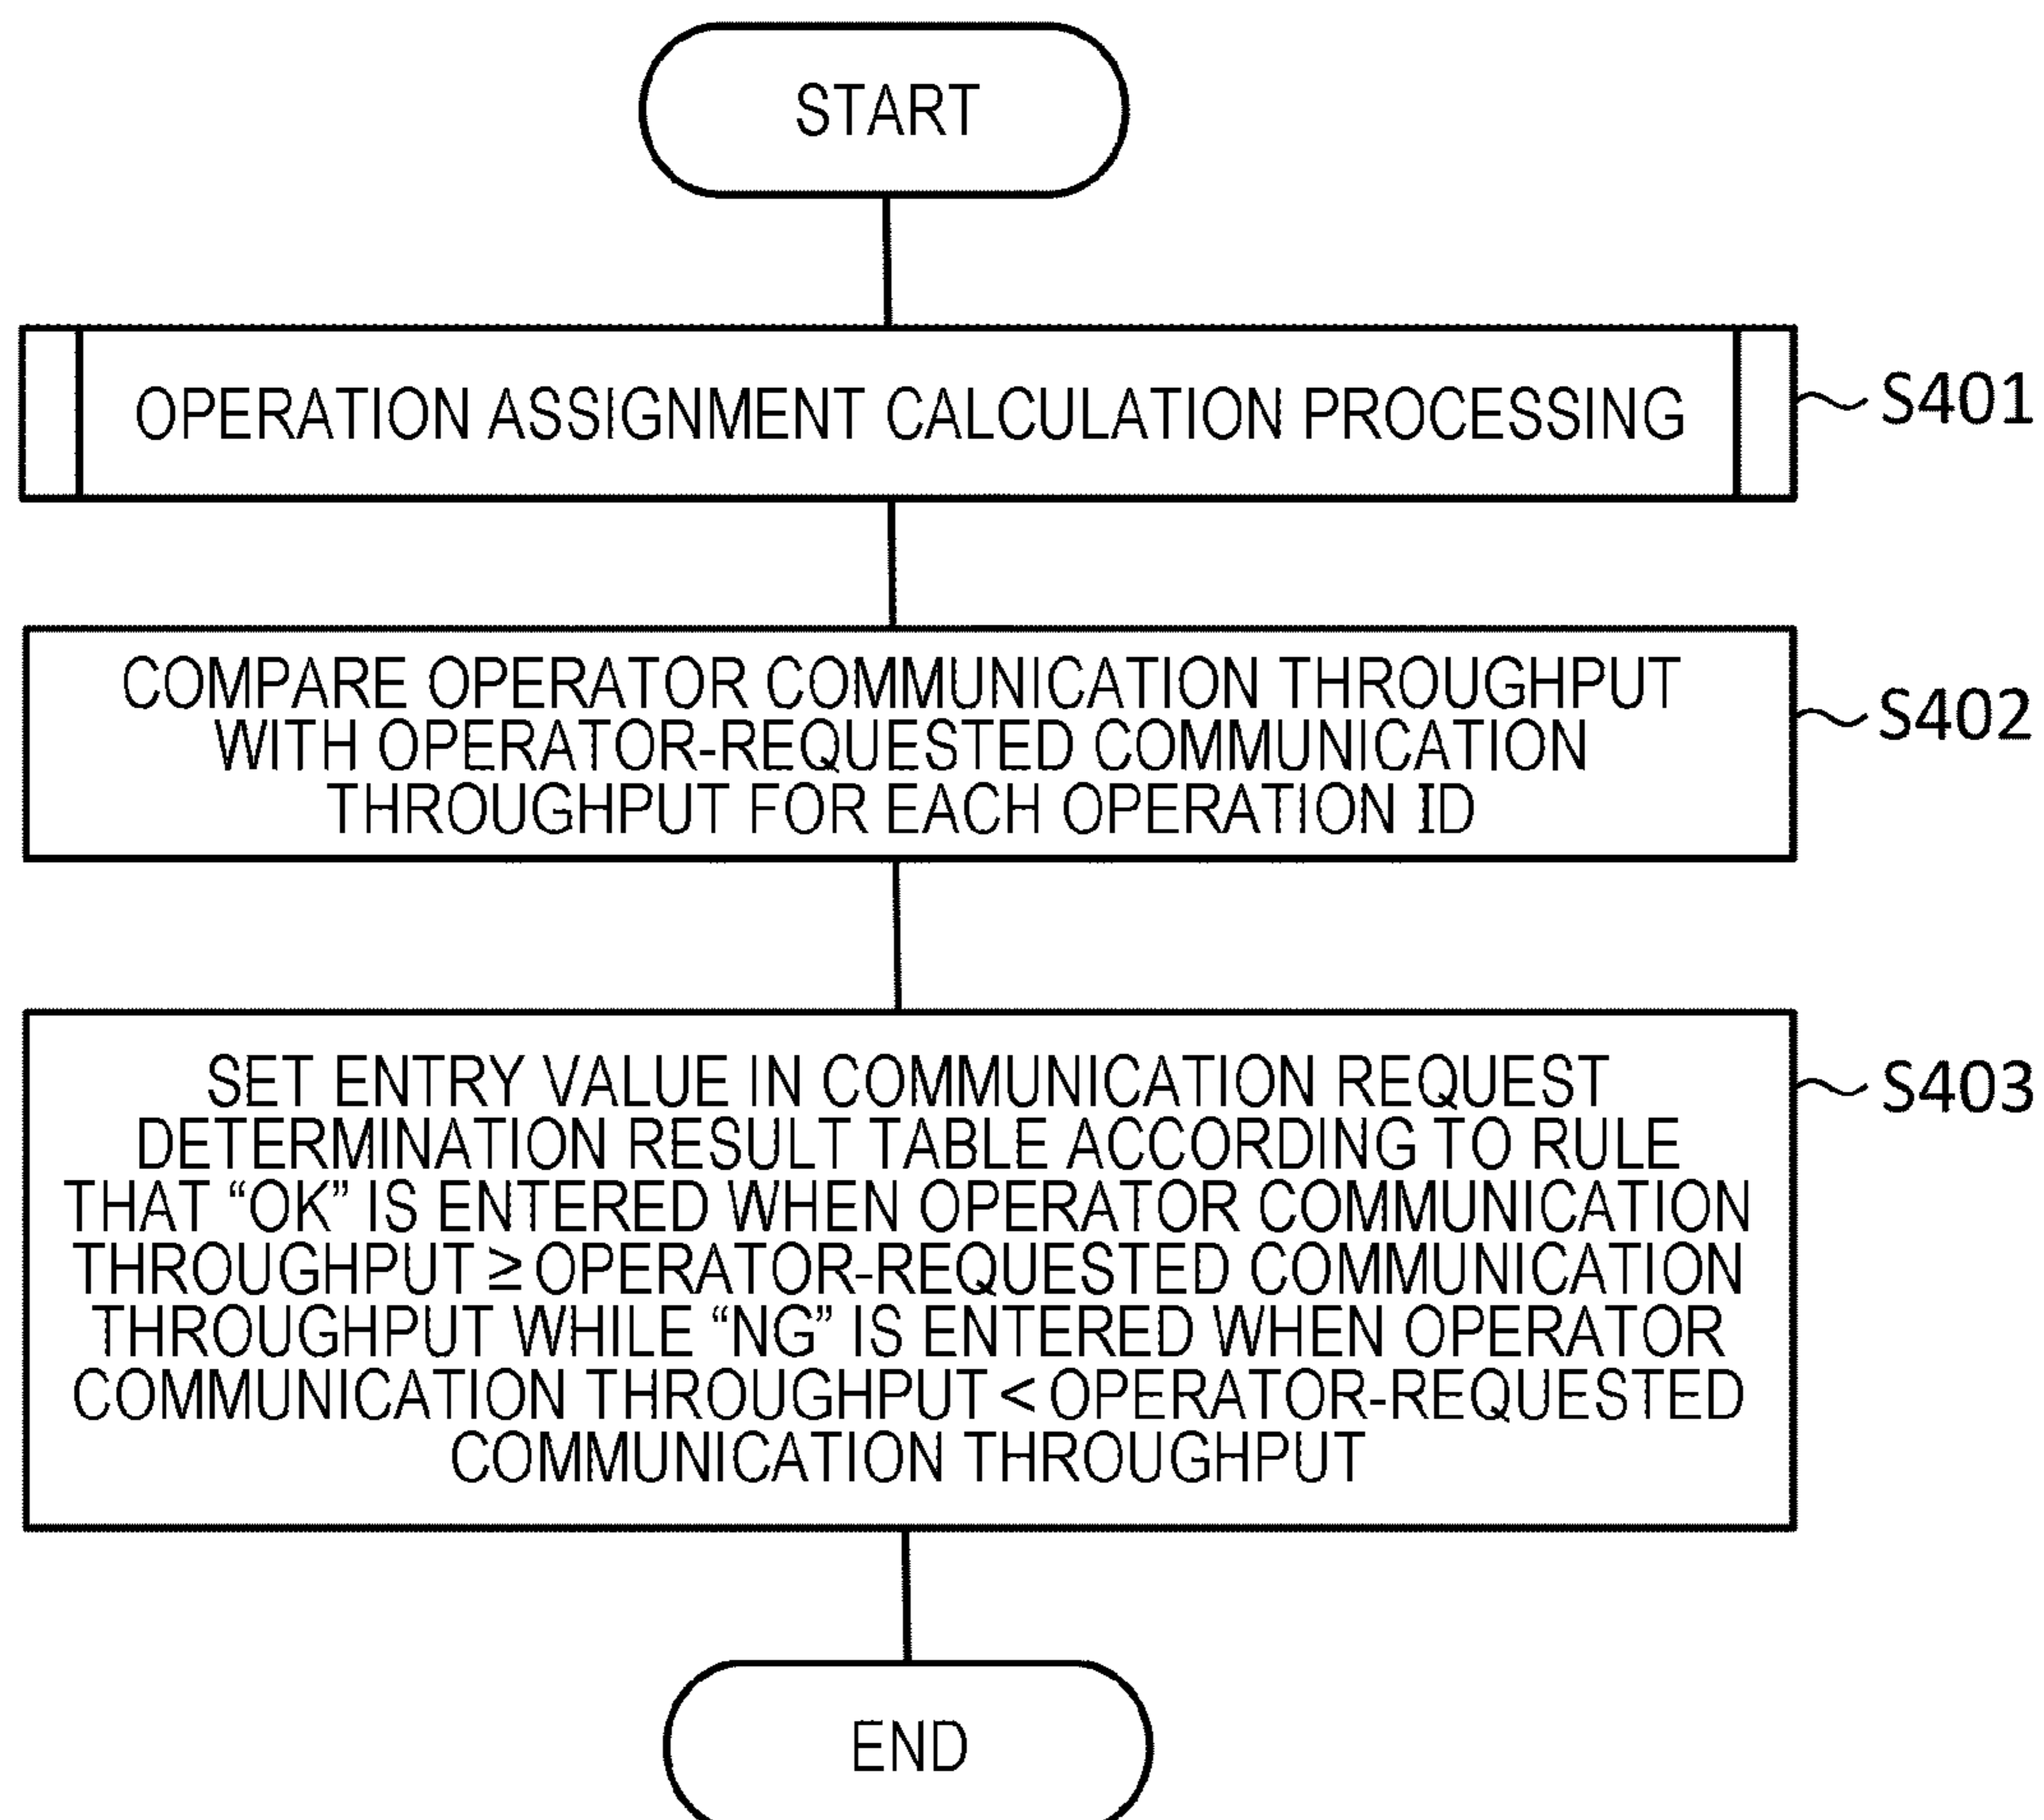 START
OPERATION ASSIGNMENT CALCULATION PROCESSING
S401
COMPARE OPERATOR COMMUNICATION THROUGHPUT
WITH OPERATOR-REQUESTED COMMUNICATION
THROUGHPUT FOR EACH OPERATION ID
S402
SET ENTRY VALUE IN COMMUNICATION REQUEST
DETERMINATION RESULT TABLE ACCORDING TO RULE
THAT “OK” IS ENTERED WHEN OPERATOR COMMUNICATION
THROUGHPUT ≥ OPERATOR-REQUESTED COMMUNICATION
THROUGHPUT WHILE “NG” IS ENTERED WHEN OPERATOR
COMMUNICATION THROUGHPUT < OPERATOR-REQUESTED
COMMUNICATION THROUGHPUT
S403
END